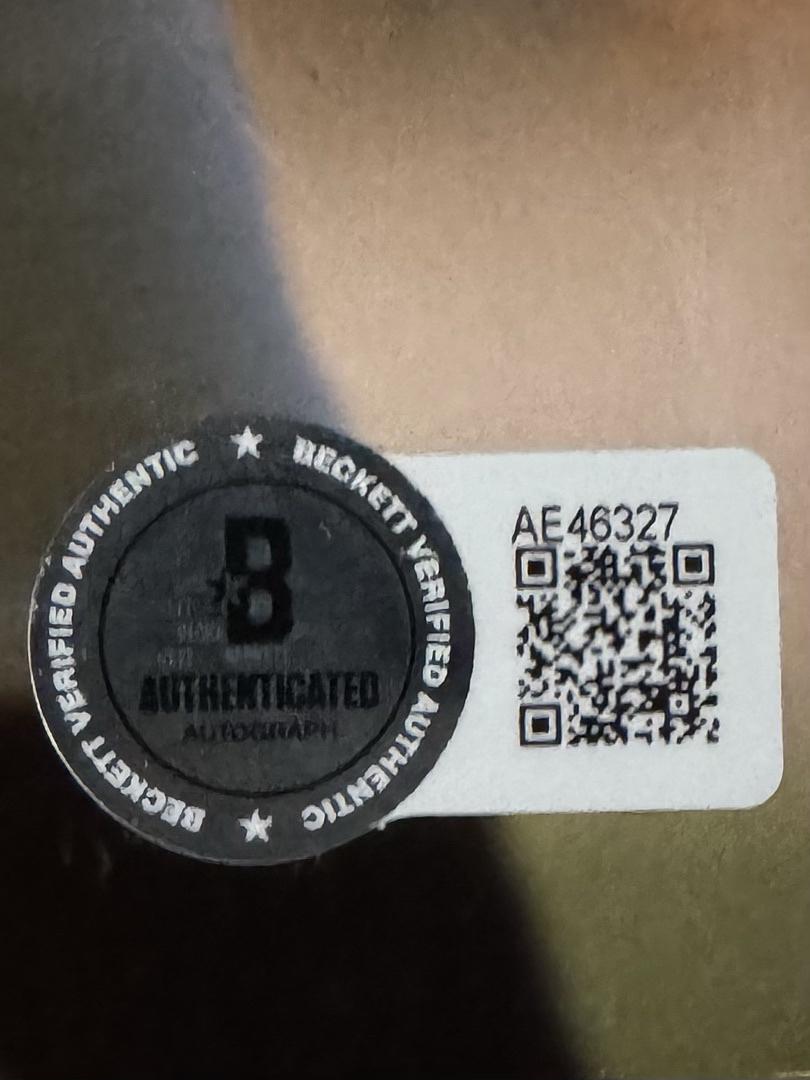 ★ BECKETT VERIFIED AUTHENTIC ★ BECKETT VERIFIED AUTHENTIC
B
AUTHENTICATED
AUTOGRAPH
AE46327